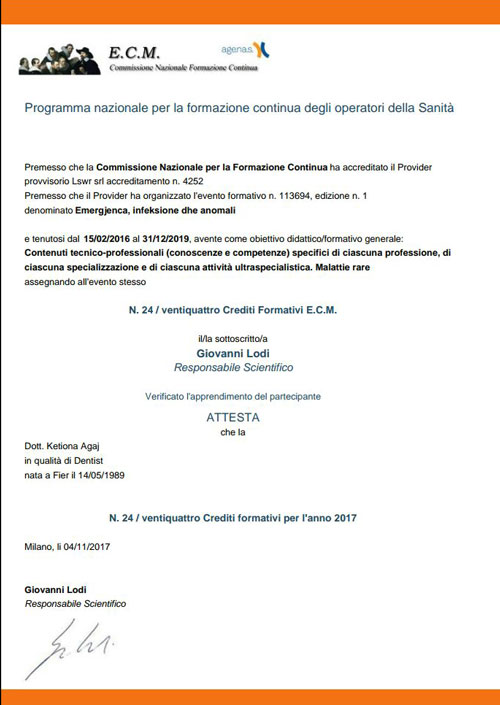 E.C.M.
Commissione Nazionale Formazione Continua
agenas
Programma nazionale per la formazione continua degli operatori della Sanità
Premesso che la Commissione Nazionale per la Formazione Continua ha accreditato il Provider
provvisorio Lswr srl accreditamento n. 4252
Premesso che il Provider ha organizzato l'evento formativo n. 113694, edizione n. 1
denominato Emergjenca, infeksione dhe anomali
e tenutosi dal 15/02/2016 al 31/12/2019, avente come obiettivo didattico/formativo generale:
Contenuti tecnico-professionali (conoscenze e competenze) specifici di ciascuna professione, di
ciascuna specializzazione e di ciascuna attività ultraspecialistica. Malattie rare
assegnando all'evento stesso
N. 24 / ventiquattro Crediti Formativi E.C.M.
il/la sottoscritto/a
Giovanni Lodi
Responsabile Scientifico
Verificato l'apprendimento del partecipante
ATTESTA
che la
Dott. Ketiona Agaj
in qualità di Dentist
nata a Fier il 14/05/1989
N. 24 / ventiquattro Crediti formativi per l'anno 2017
Milano, li 04/11/2017
Giovanni Lodi
Responsabile Scientifico